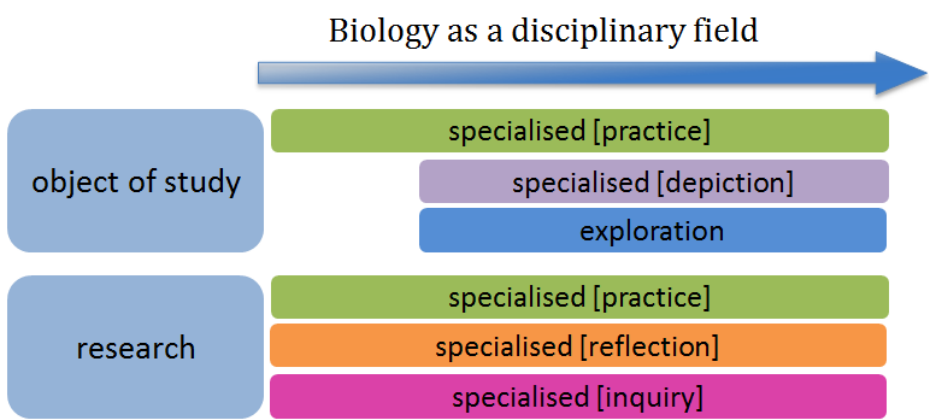 Biology as a disciplinary field
object of study
specialised [practice]
specialised [depiction]
exploration
research
specialised [practice]
specialised [reflection]
specialised [inquiry]